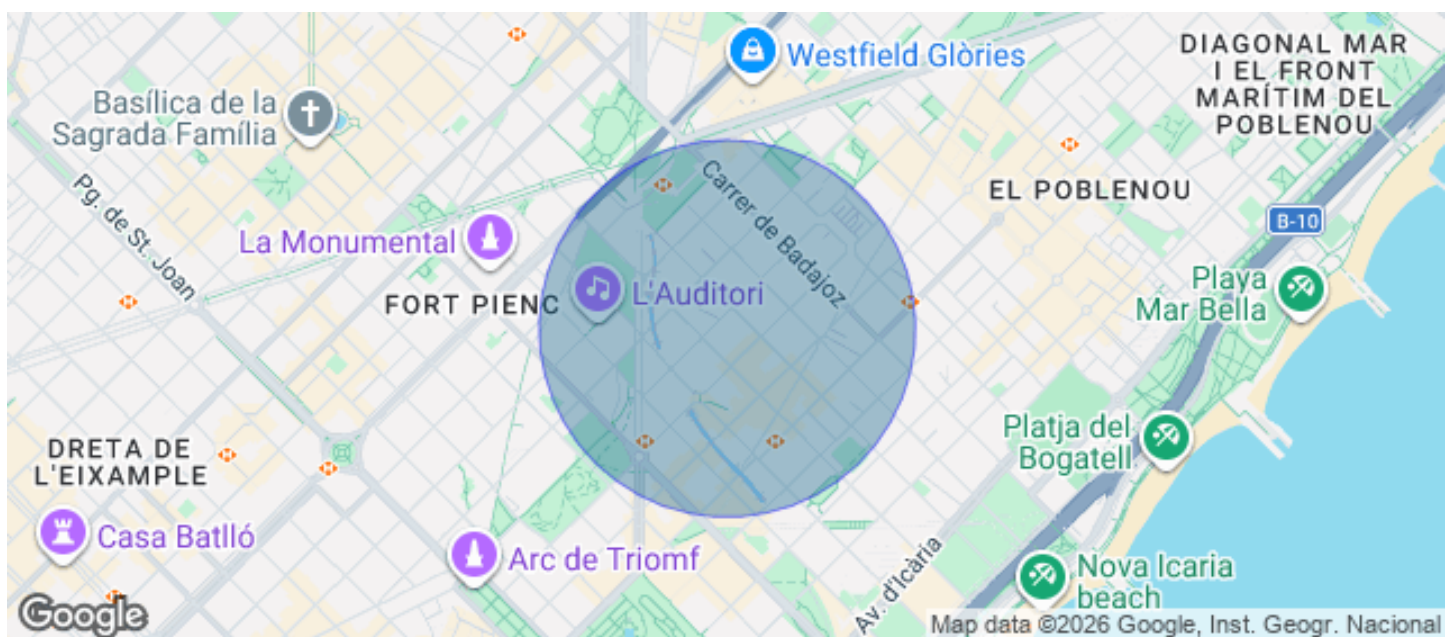 Westfield Glòries
DIAGONAL MAR
I EL FRONT
MARÍTIM DEL
POBLENOU
Basílica de la
Sagrada Família
Pg. de St. Joan
La Monumental
FORT PIENC
L'Auditori
Carrer de Badajoz
EL POBLENOU
B-10
Playa
Mar Bella
Platja del
Bogatell
DRETA DE
L'EIXAMPLE
Casa Batlló
Arc de Triomf
Av. d'Icària
Nova Icaria
beach
Google
Map data ©2026 Google, Inst. Geogr. Nacional